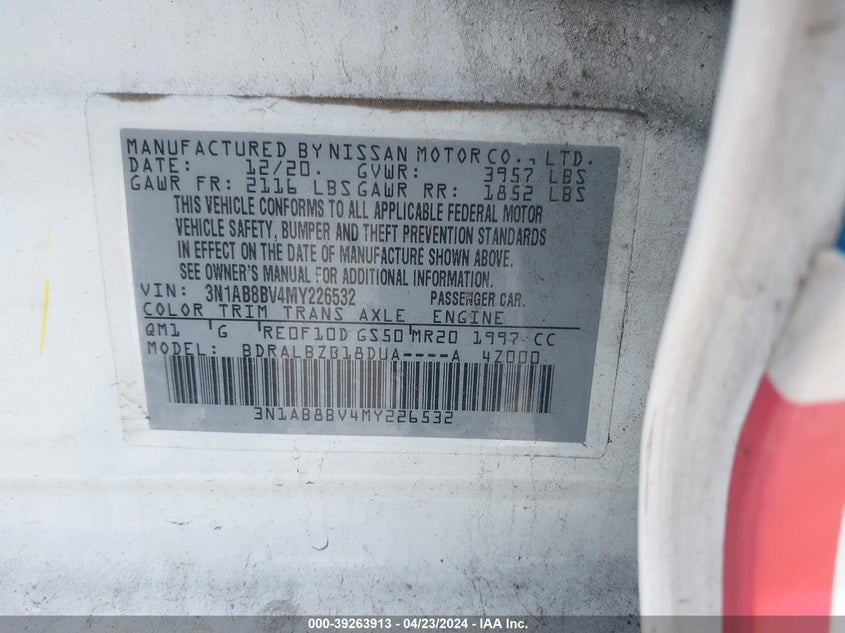 MANUFACTURED BY NISSAN MOTOR CO., LTD.
DATE: 12/20. GVWR: 3957 LBS
GAWR FR: 2116 LBS GAWR RR: 1852 LBS
THIS VEHICLE CONFORMS TO ALL APPLICABLE FEDERAL MOTOR
VEHICLE SAFETY, BUMPER AND THEFT PREVENTION STANDARDS
IN EFFECT ON THE DATE OF MANUFACTURE SHOWN ABOVE.
SEE OWNER'S MANUAL FOR ADDITIONAL INFORMATION.
VIN: 3N1AB8BV4MY226532 PASSENGER CAR.
COLOR TRIM TRANS AXLE ENGINE
QM1 G RE0F10D GS50 MR20 1997 CC
MODEL: BDRALBZB18DUA----A 4Z000
3N1AB8BV4MY226532
000-39263913 - 04/23/2024 - IAA Inc.